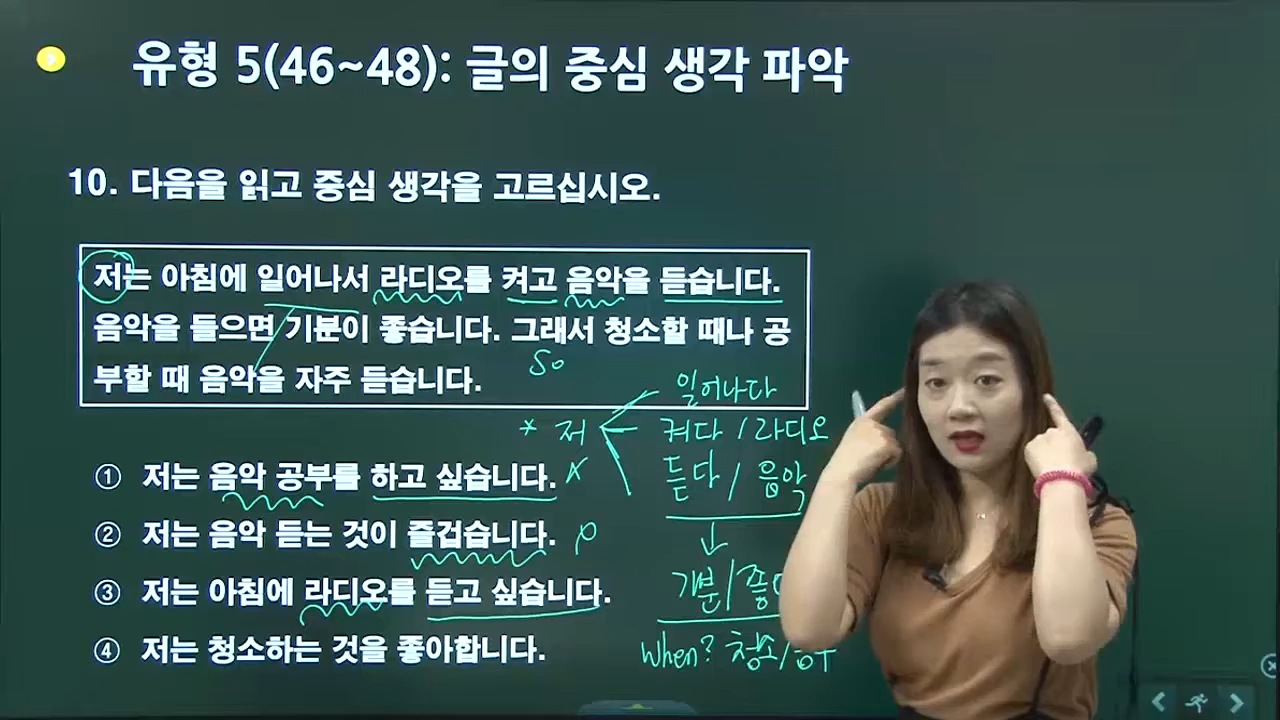 유형 5(46~48): 글의 중심 생각 파악
10. 다음을 읽고 중심 생각을 고르십시오.
저는 아침에 일어나서 라디오를 켜고 음악을 듣습니다.
음악을 들으면 기분이 좋습니다. 그래서 청소할 때나 공
부할 때 음악을 자주 듣습니다.
So
일어나다
* 저 켜다 / 라디오
듣다 / 음악
① 저는 음악 공부를 하고 싶습니다. X
② 저는 음악 듣는 것이 즐겁습니다.
③ 저는 아침에 라디오를 듣고 싶습니다.
④ 저는 청소하는 것을 좋아합니다.
기분/좋
When? 청소/